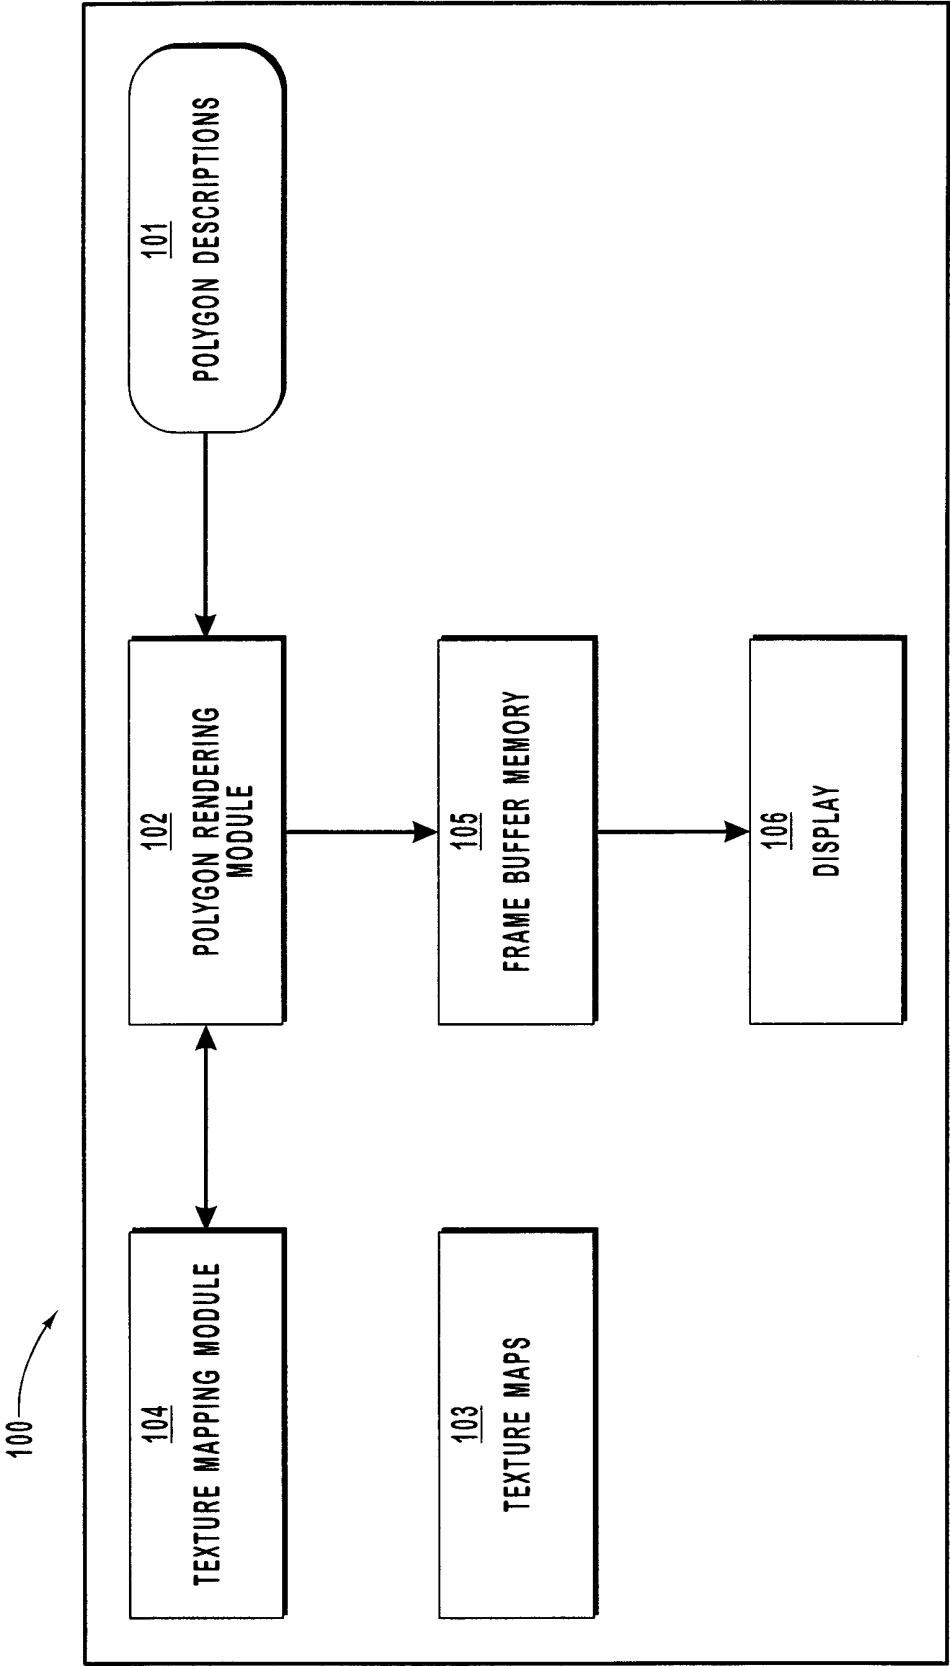 100
104
TEXTURE MAPPING MODULE
102
POLYGON RENDERING
MODULE
101
POLYGON DESCRIPTIONS
103
TEXTURE MAPS
105
FRAME BUFFER MEMORY
106
DISPLAY